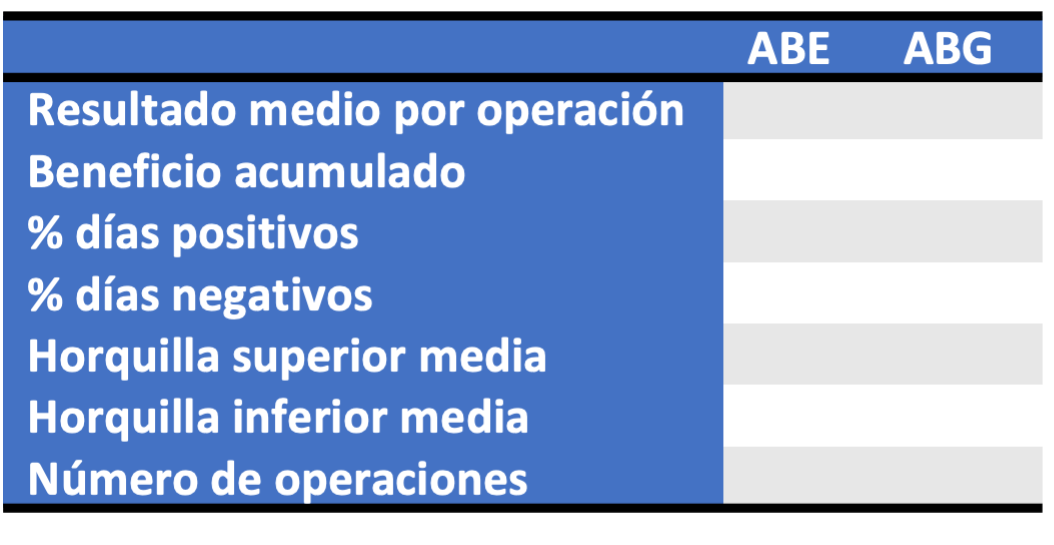 ABE ABG
Resultado medio por operación
Beneficio acumulado
% días positivos
% días negativos
Horquilla superior media
Horquilla inferior media
Número de operaciones